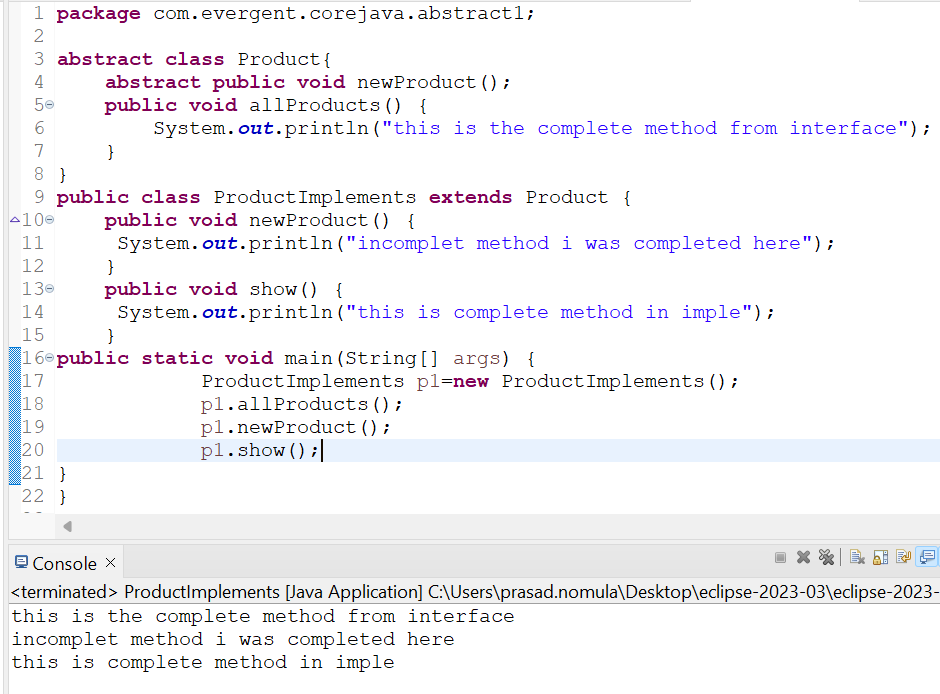 1 package com.evergent.corejava.abstract1;
2
3 abstract class Product{
4     abstract public void newProduct();
5     public void allProducts() {
6         System.out.println("this is the complete method from interface");
7     }
8 }
9 public class ProductImplements extends Product {
10     public void newProduct() {
11      System.out.println("incomplet method i was completed here");
12     }
13     public void show() {
14      System.out.println("this is complete method in imple");
15     }
16 public static void main(String[] args) {
17             ProductImplements p1=new ProductImplements();
18             p1.allProducts();
19             p1.newProduct();
20             p1.show();
21 }
22 }
Console
<terminated> ProductImplements [Java Application] C:\Users\prasad.nomula\Desktop\eclipse-2023-03\eclipse-2023-
this is the complete method from interface
incomplet method i was completed here
this is complete method in imple